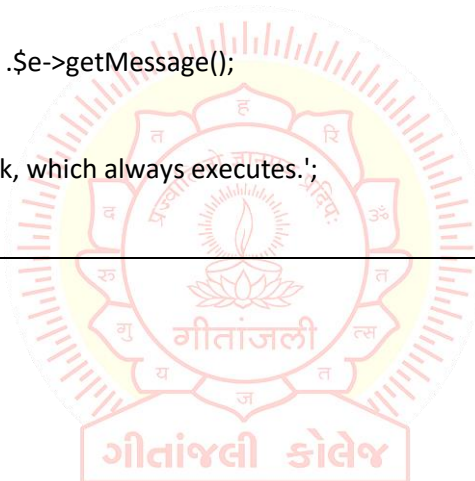 .$e->getMessage();
k, which always executes.';
ह
त
रि
द
ॐ
रु
त
गु
त्स
य
त
ज
गीतांजली
ગીતાંજલી કોલેજ